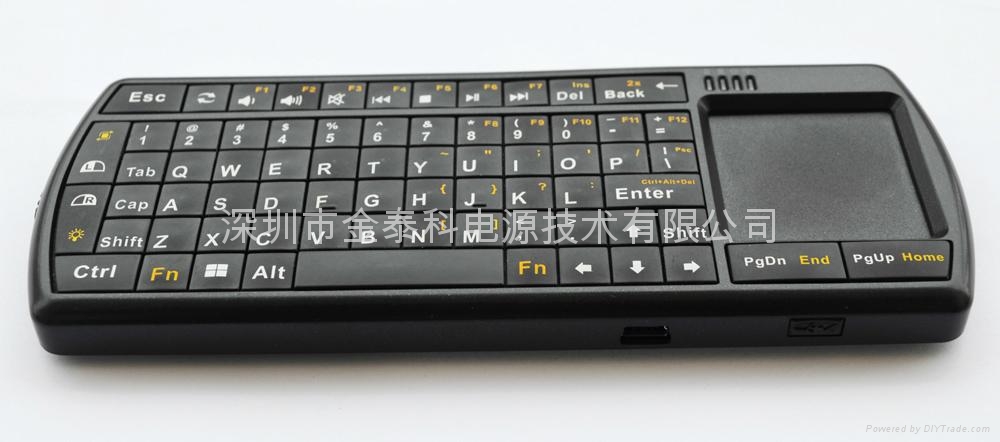 Esc F1 F2 F3 F4 F5 F6 F7 Ins Del 2x Back
! 1 @ 2 # 3 $ 4 % 5 ^ 6 & 7 * 8 F8 ( 9 F9 ) 0 F10 - F11 + = F12
Tab Q W E R T ~ Y " U ; I ' O P / | \ Psc
L
Cap A S D F G { H } J ? K : L Ctrl+Alt+Del Enter
R
Shift Z X C V B [ N ] M . Shift
深圳市金泰科电源技术有限公司
Ctrl Fn Alt Fn PgDn End PgUp Home
Powered by DIYTrade.com